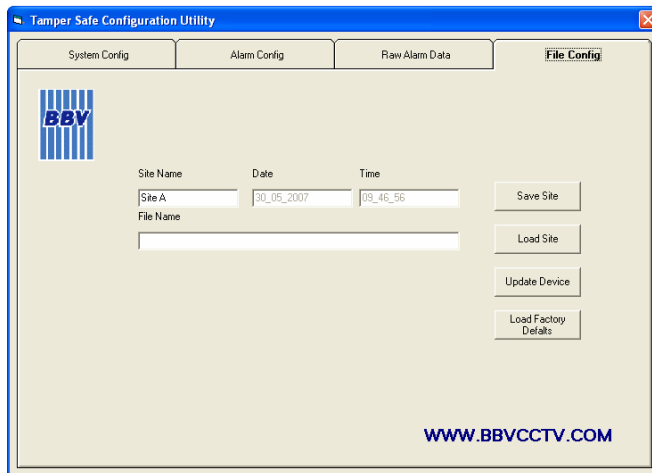 Tamper Safe Configuration Utility
System Config Alarm Config Raw Alarm Data File Config
BBV
Site Name Date Time
Site A 30_05_2007 09_46_56
File Name
Save Site
Load Site
Update Device
Load Factory
Defalts
WWW.BBVCCTV.COM